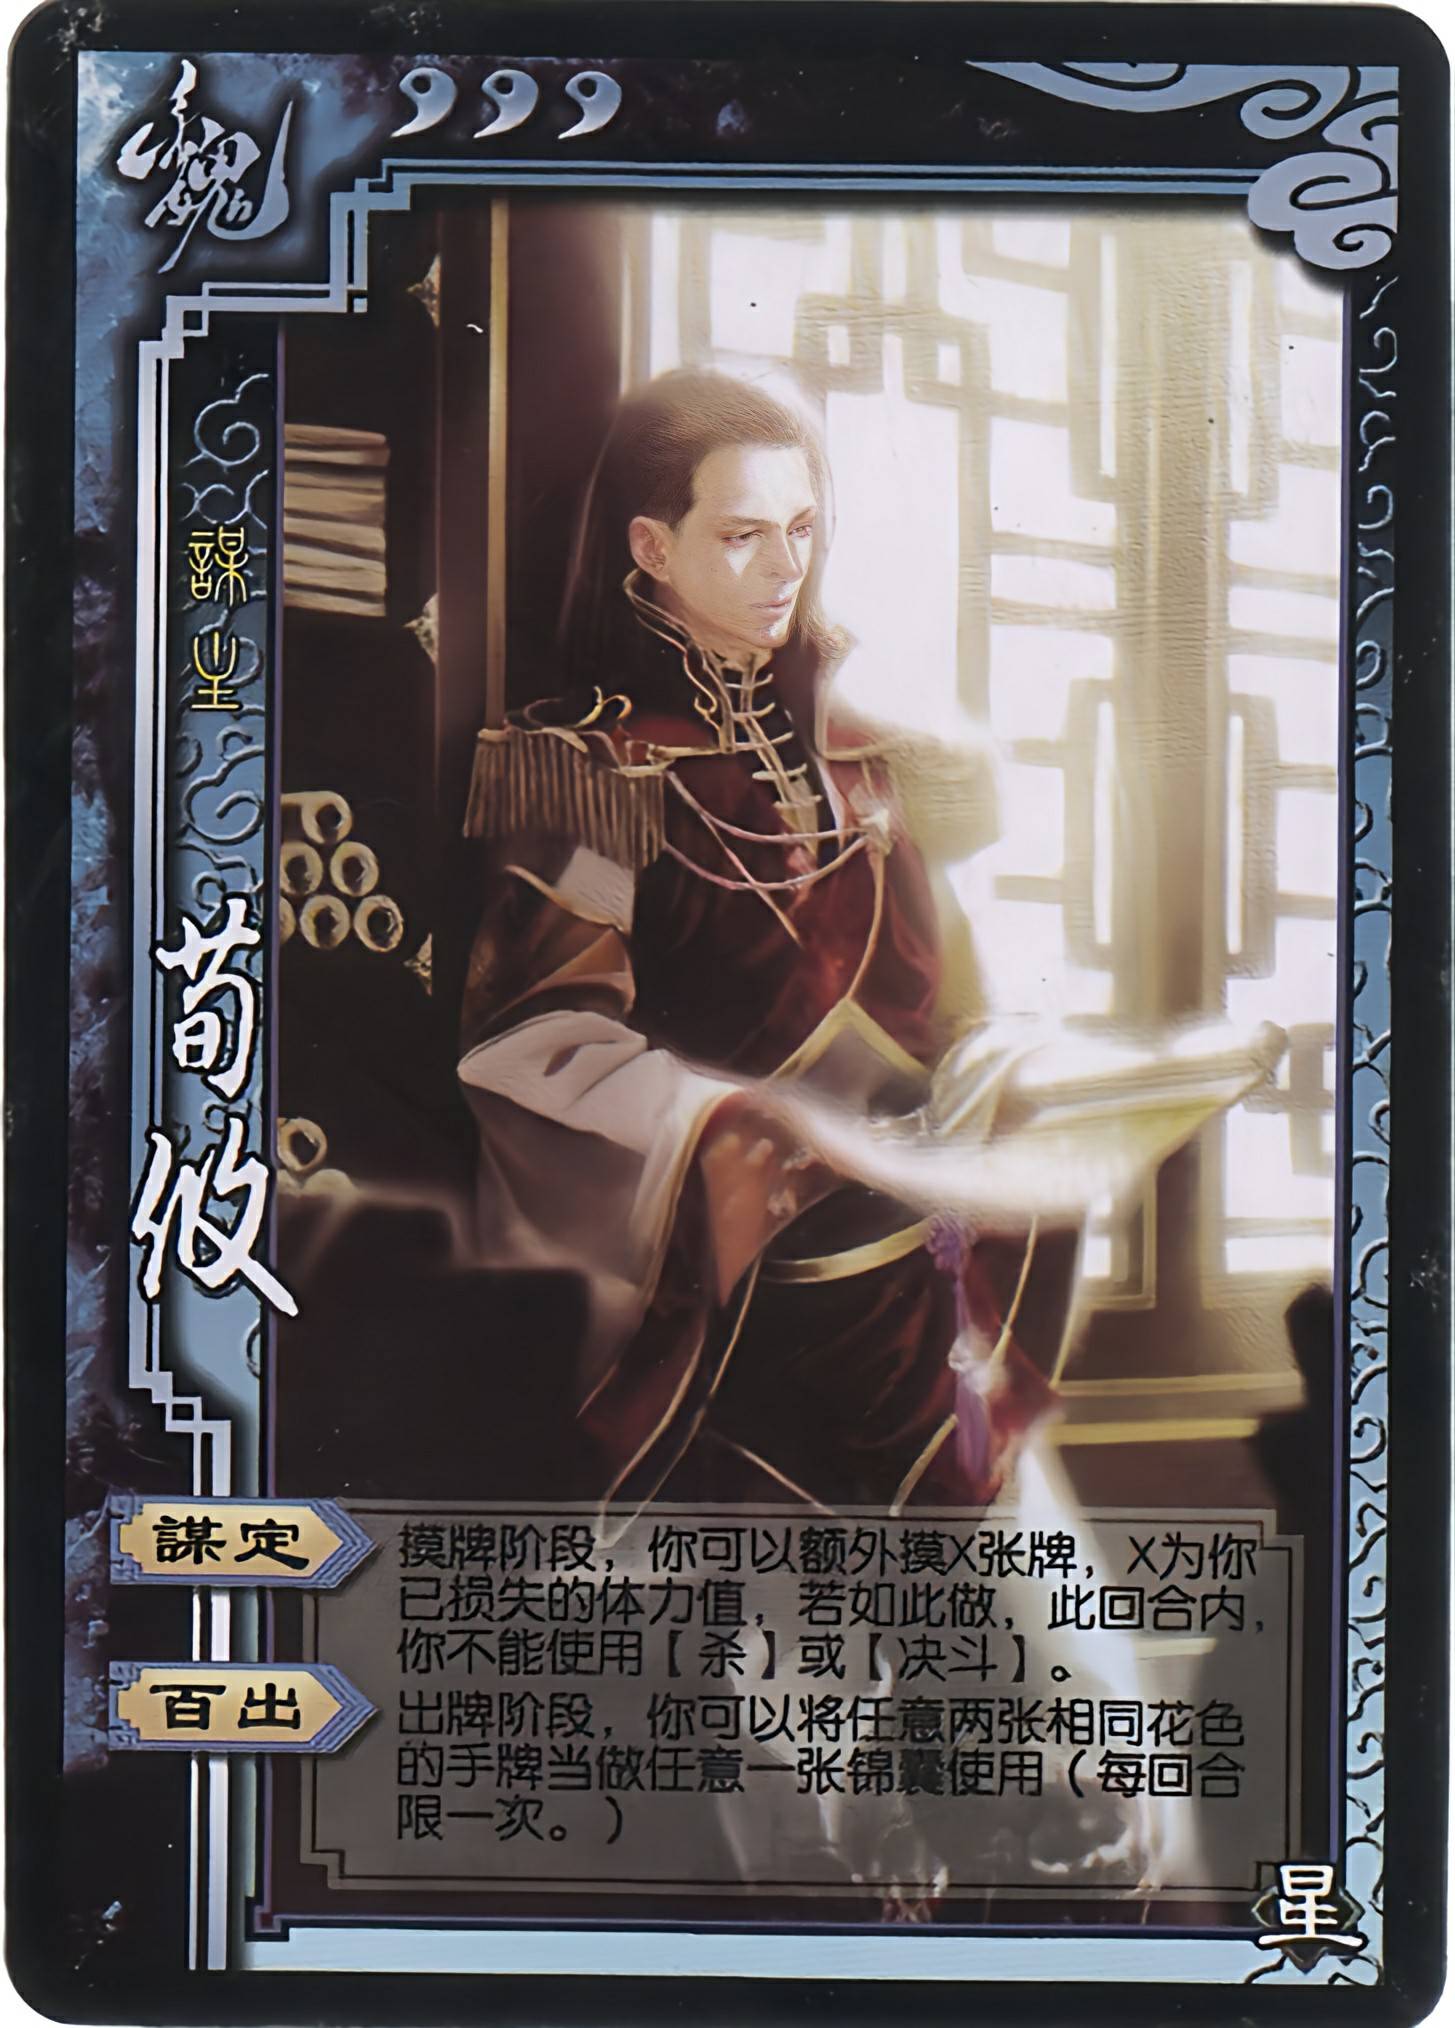 魏
謀主
荀攸
謀定
摸牌阶段，你可以额外摸X张牌，X为你
已损失的体力值，若如此做，此回合内，
你不能使用【杀】或【决斗】。
百出
出牌阶段，你可以将任意两张相同花色
的手牌当做任意一张锦囊使用（每回合
限一次。）
星